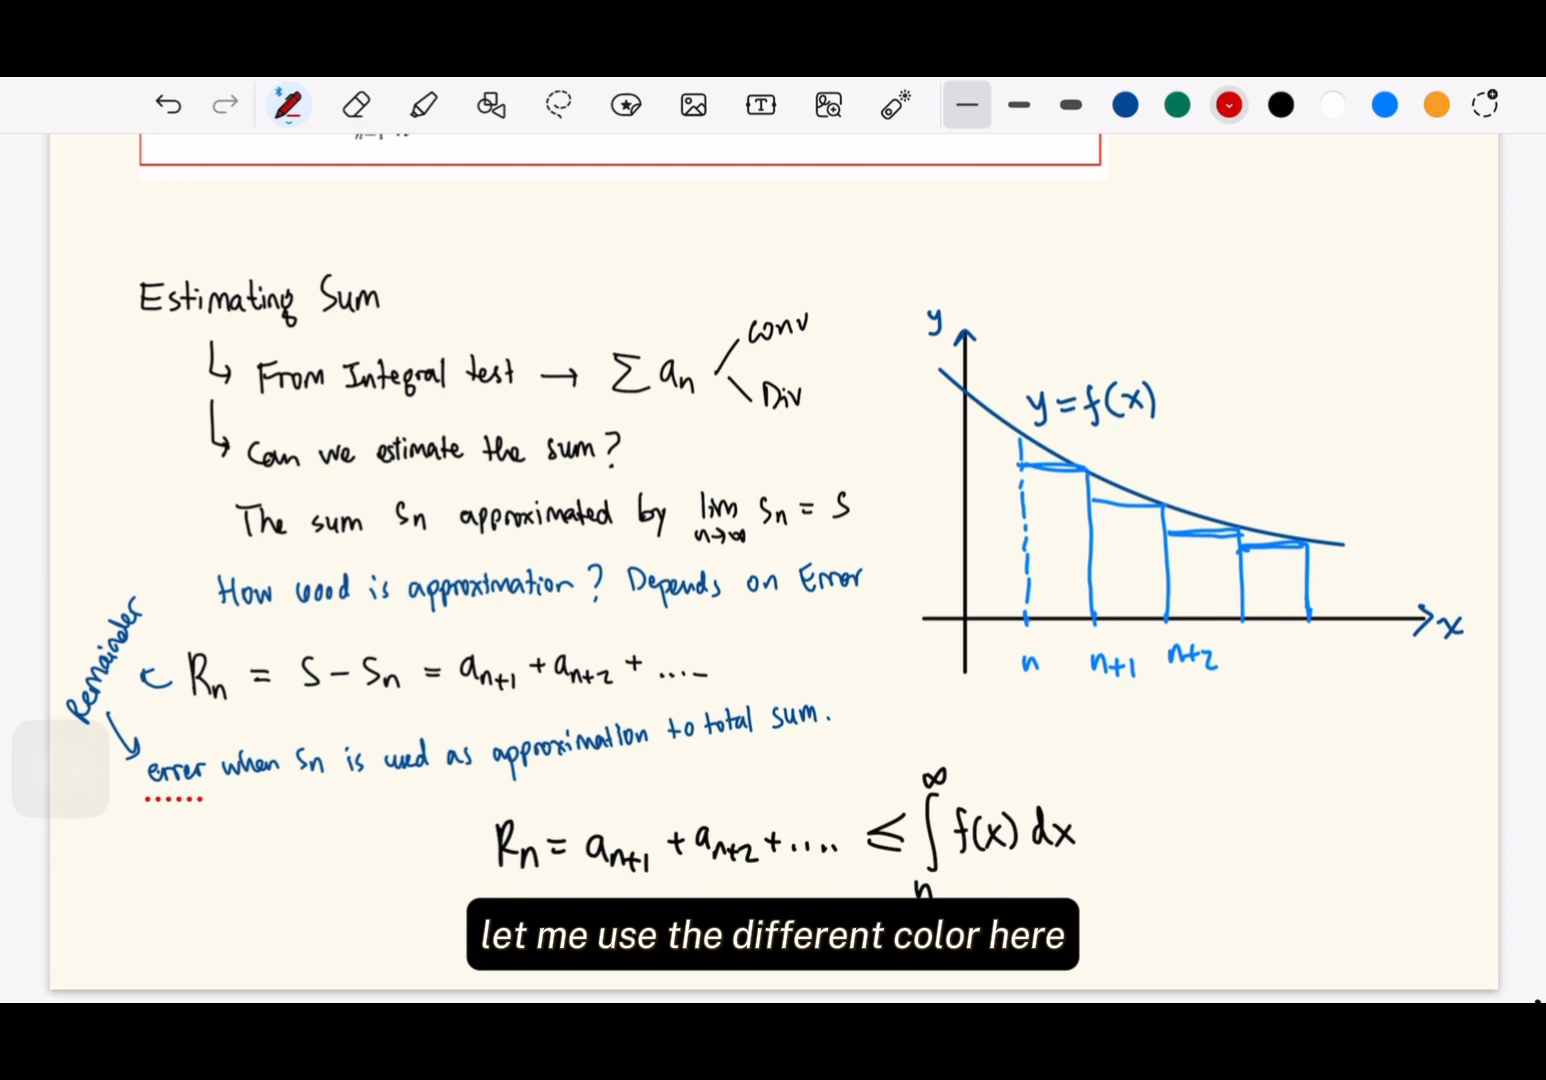 Estimating Sum
↳ From Integral test → ∑ aₙ conv
Div
↳ Can we estimate the sum?
The sum Sₙ approximated by lim n→∞ Sₙ = S
How good is approximation? Depends on Error
Remainder
Rₙ = S - Sₙ = aₙ₊₁ + aₙ₊₂ + ....
error when Sₙ is used as approximation to total sum.
Rₙ = aₙ₊₁ + aₙ₊₂ + .... ≤ ∫ₙ^∞ f(x) dx
y
y = f(x)
x
n n+1 n+2
let me use the different color here